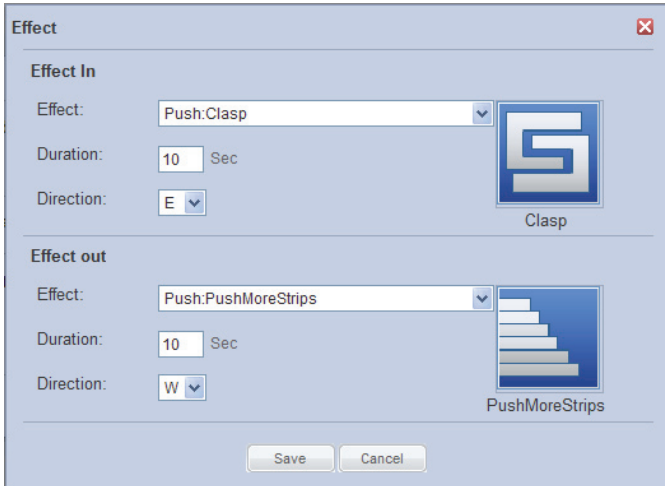 Effect
Effect In
Effect: Push:Clasp
Duration: 10 Sec
Direction: E
Clasp
Effect out
Effect: Push:PushMoreStrips
Duration: 10 Sec
Direction: W
PushMoreStrips
Save Cancel